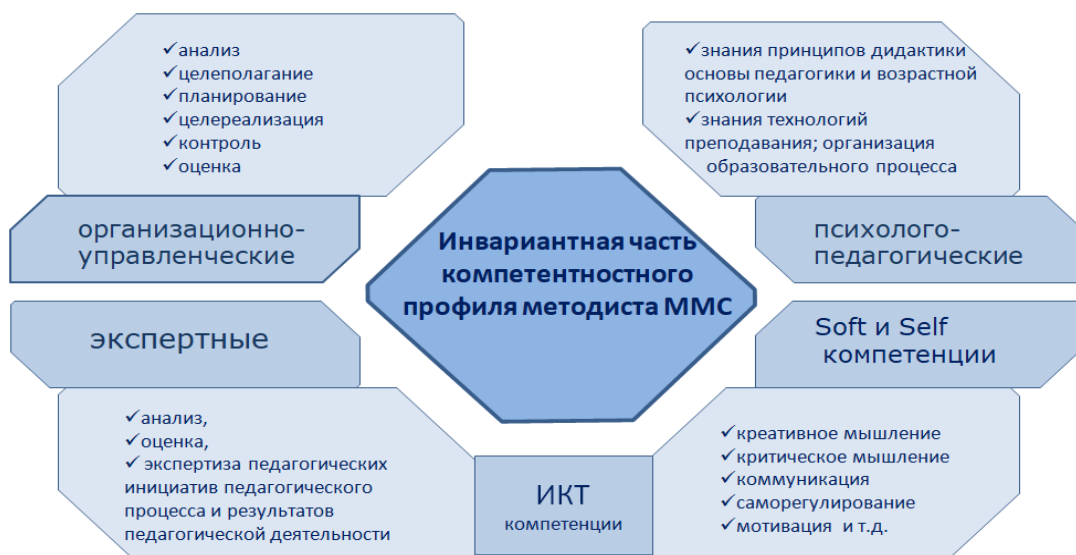 ✓анализ
✓целеполагание
✓планирование
✓целереализация
✓контроль
✓оценка
организационно-
управленческие
✓знания принципов дидактики
основы педагогики и возрастной
психологии
✓знания технологий
преподавания; организация
образовательного процесса
психолого-
педагогические
Инвариантная часть
компетентностного
профиля методиста ММС
экспертные
✓анализ,
✓оценка,
✓ экспертиза педагогических
инициатив педагогического
процесса и результатов
педагогической деятельности
ИКТ
компетенции
Soft и Self
компетенции
✓креативное мышление
✓критическое мышление
✓коммуникация
✓саморегулирование
✓мотивация и т.д.